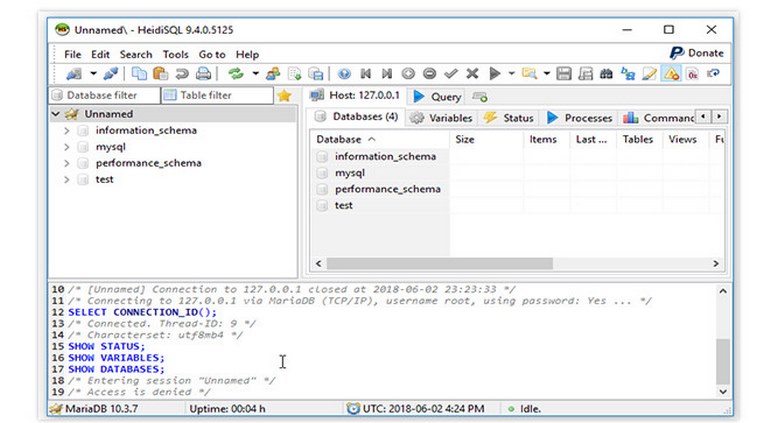 Unnamed\ - HeidiSQL 9.4.0.5125
File Edit Search Tools Go to Help
Donate
Database filter Table filter
Host: 127.0.0.1 Query
Unnamed
information_schema
mysql
performance_schema
test
Databases (4) Variables Status Processes Commanc
Database Size Items Last ... Tables Views Fu
information_schema
mysql
performance_schema
test
10 /* [Unnamed] Connection to 127.0.0.1 closed at 2018-06-02 23:23:33 */
11 /* Connecting to 127.0.0.1 via MariaDB (TCP/IP), username root, using password: Yes ... */
12 SELECT CONNECTION_ID();
13 /* Connected. Thread-ID: 9 */
14 /* Characterset: utf8mb4 */
15 SHOW STATUS;
16 SHOW VARIABLES;
17 SHOW DATABASES;
18 /* Entering session "Unnamed" */
19 /* Access is denied */
MariaDB 10.3.7 Uptime: 00:04 h UTC: 2018-06-02 4:24 PM Idle.